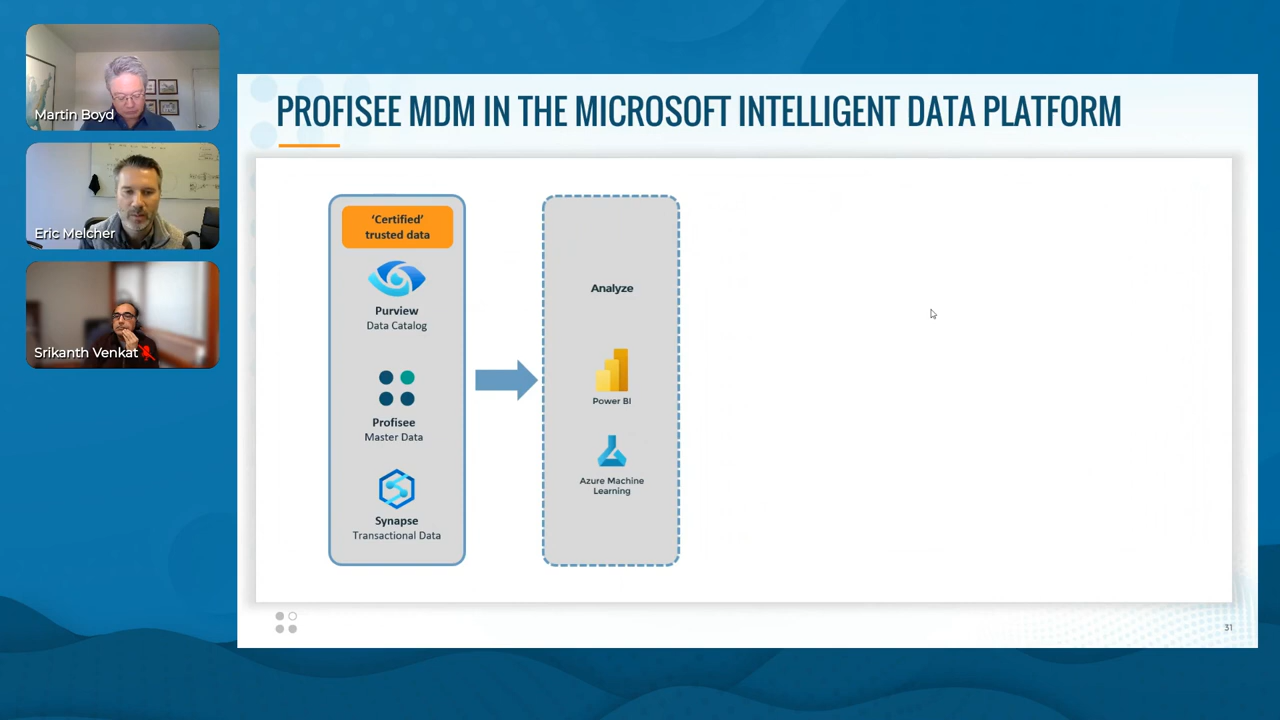 Martin Boyd
Eric Melcher
Srikanth Venkat
PROFISEE MDM IN THE MICROSOFT INTELLIGENT DATA PLATFORM
‘Certified’
trusted data
Purview
Data Catalog
Profisee
Master Data
Synapse
Transactional Data
Analyze
Power BI
Azure Machine
Learning
31